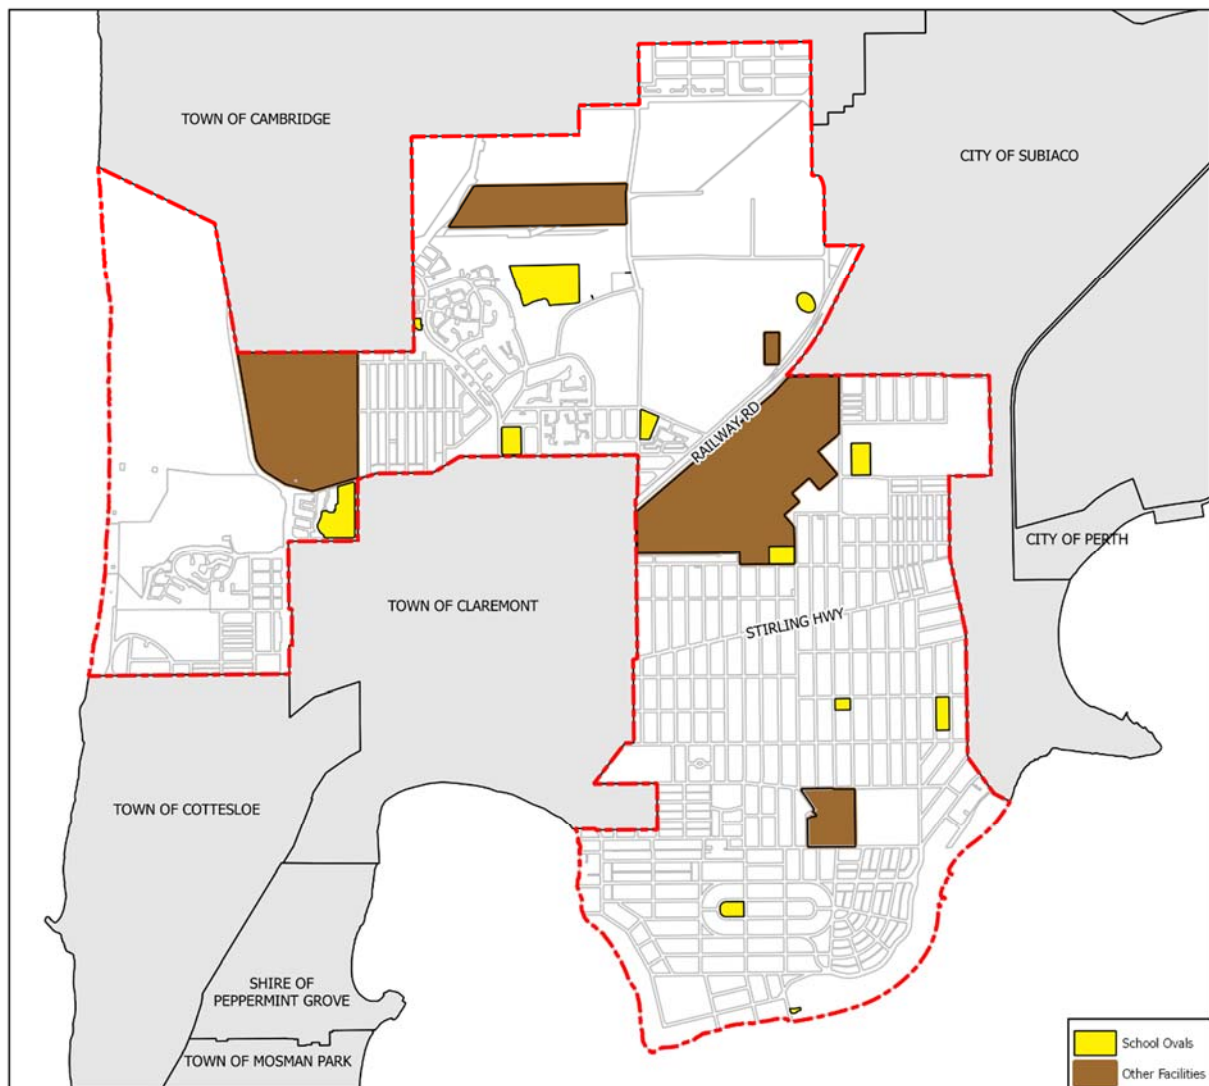 TOWN OF CAMBRIDGE
CITY OF SUBIACO
RAILWAY RD
CITY OF PERTH
TOWN OF CLAREMONT
STIRLING HWY
TOWN OF COTTESLOE
SHIRE OF
PEPPERMINT GROVE
TOWN OF MOSMAN PARK
School Ovals
Other Facilities